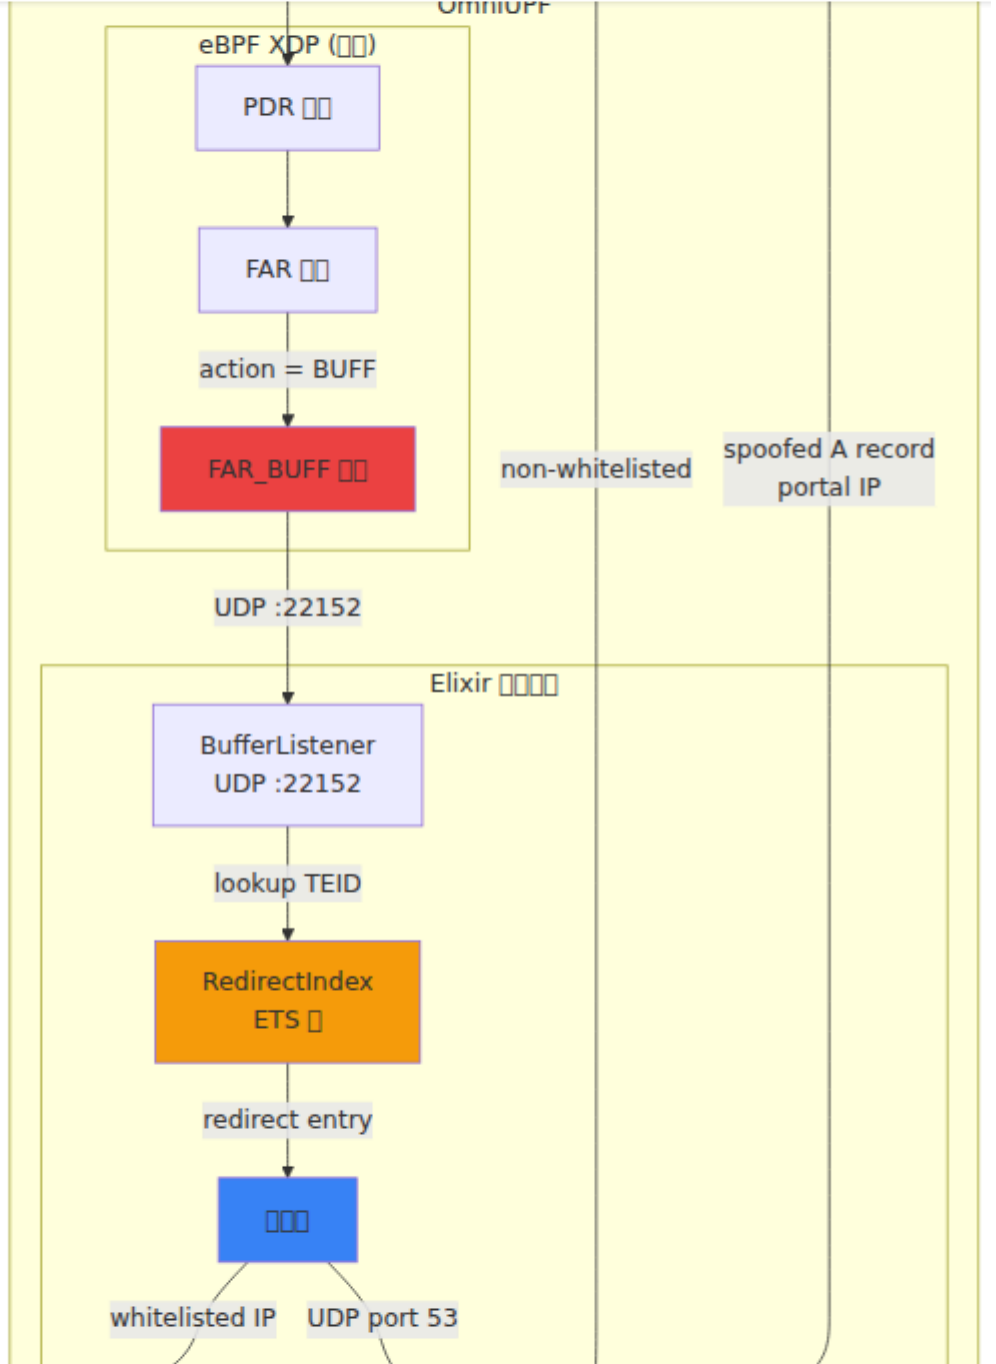 OmniUPF
eBPF XDP
PDR
FAR
action = BUFF
FAR_BUFF
non-whitelisted
spoofed A record
portal IP
UDP :22152
Elixir
BufferListener
UDP :22152
lookup TEID
RedirectIndex
ETS
redirect entry
whitelisted IP
UDP port 53